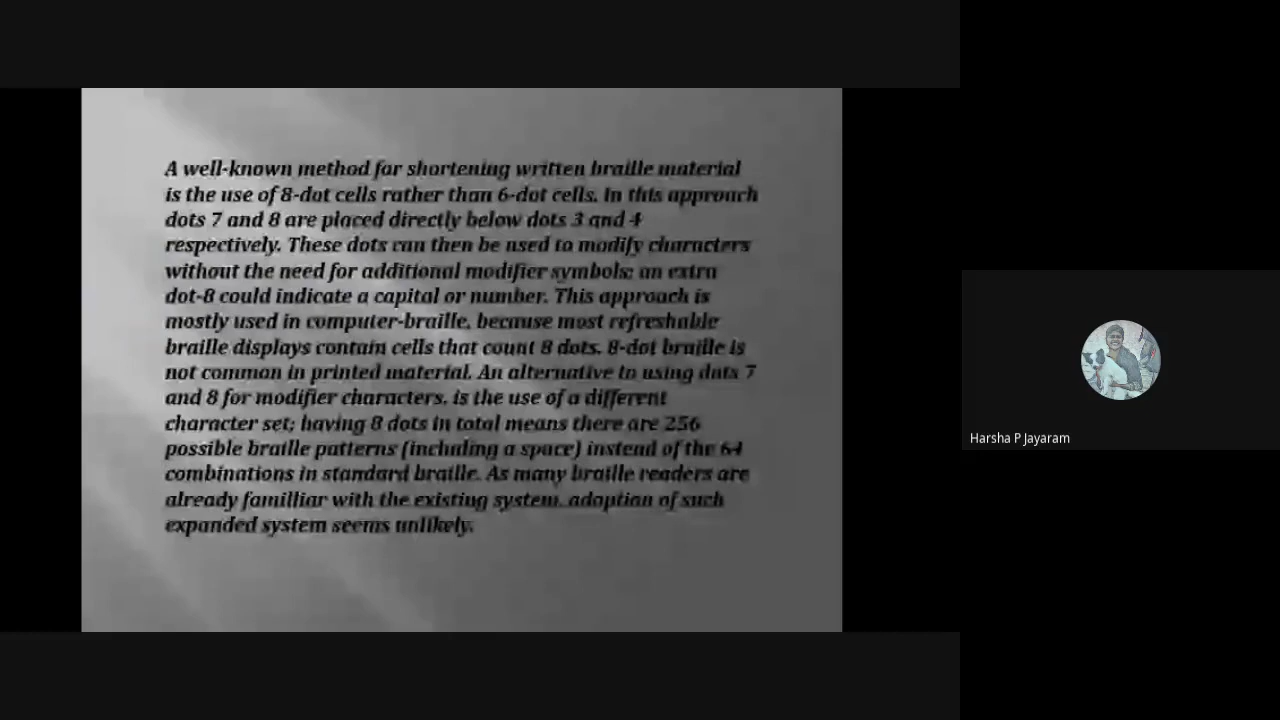 A well-known method for shortening written braille material
is the use of 8-dot cells rather than 6-dot cells. In this approach
dots 7 and 8 are placed directly below dots 3 and 4
respectively. These dots can then be used to modify characters
without the need for additional modifier symbols; an extra
dot-8 could indicate a capital or number. This approach is
mostly used in computer-braille, because most refreshable
braille displays contain cells that count 8 dots. 8-dot braille is
not common in printed material. An alternative to using dots 7
and 8 for modifier characters, is the use of a different
character set; having 8 dots in total means there are 256
possible braille patterns (including a space) instead of the 64
combinations in standard braille. As many braille readers are
already familliar with the existing system, adoption of such
expanded system seems unlikely.
Harsha P Jayaram